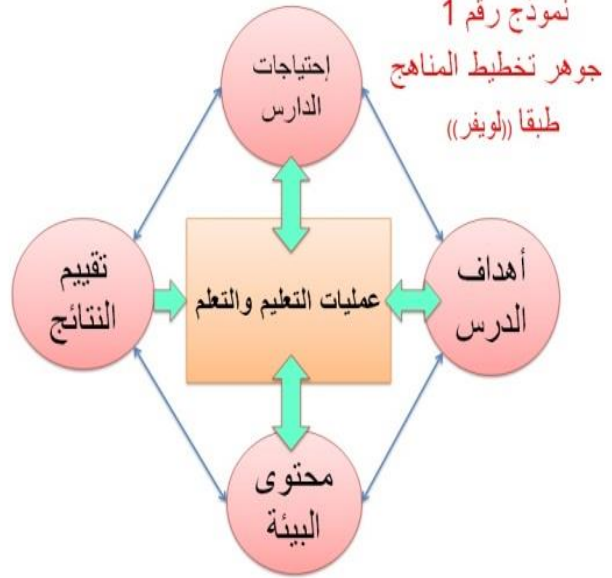 نموذج رقم 1
جوهر تخطيط المناهج
طبقا ((لويفر))
إحتياجات
الدارس
أهداف
الدرس
عمليات التعليم والتعلم
تقييم
النتائج
محتوى
البيئة